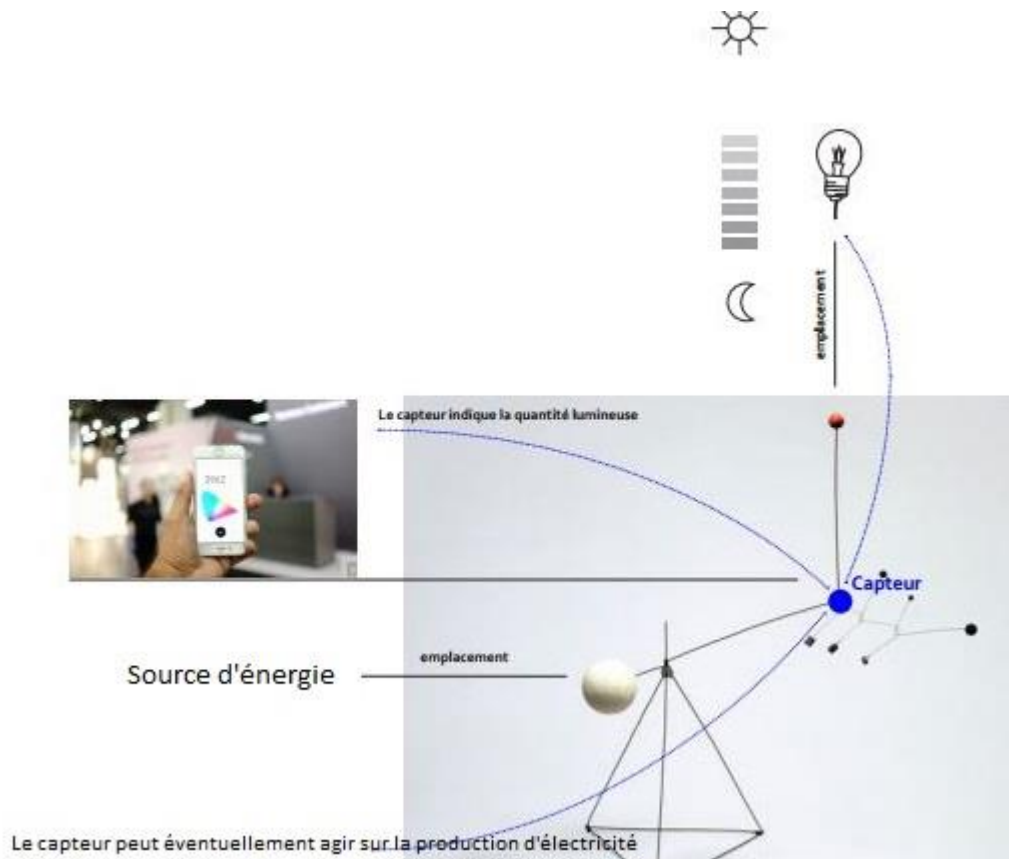 emplacement
Le capteur indique la quantité lumineuse
Capteur
emplacement
Source d'énergie
Le capteur peut éventuellement agir sur la production d'électricité